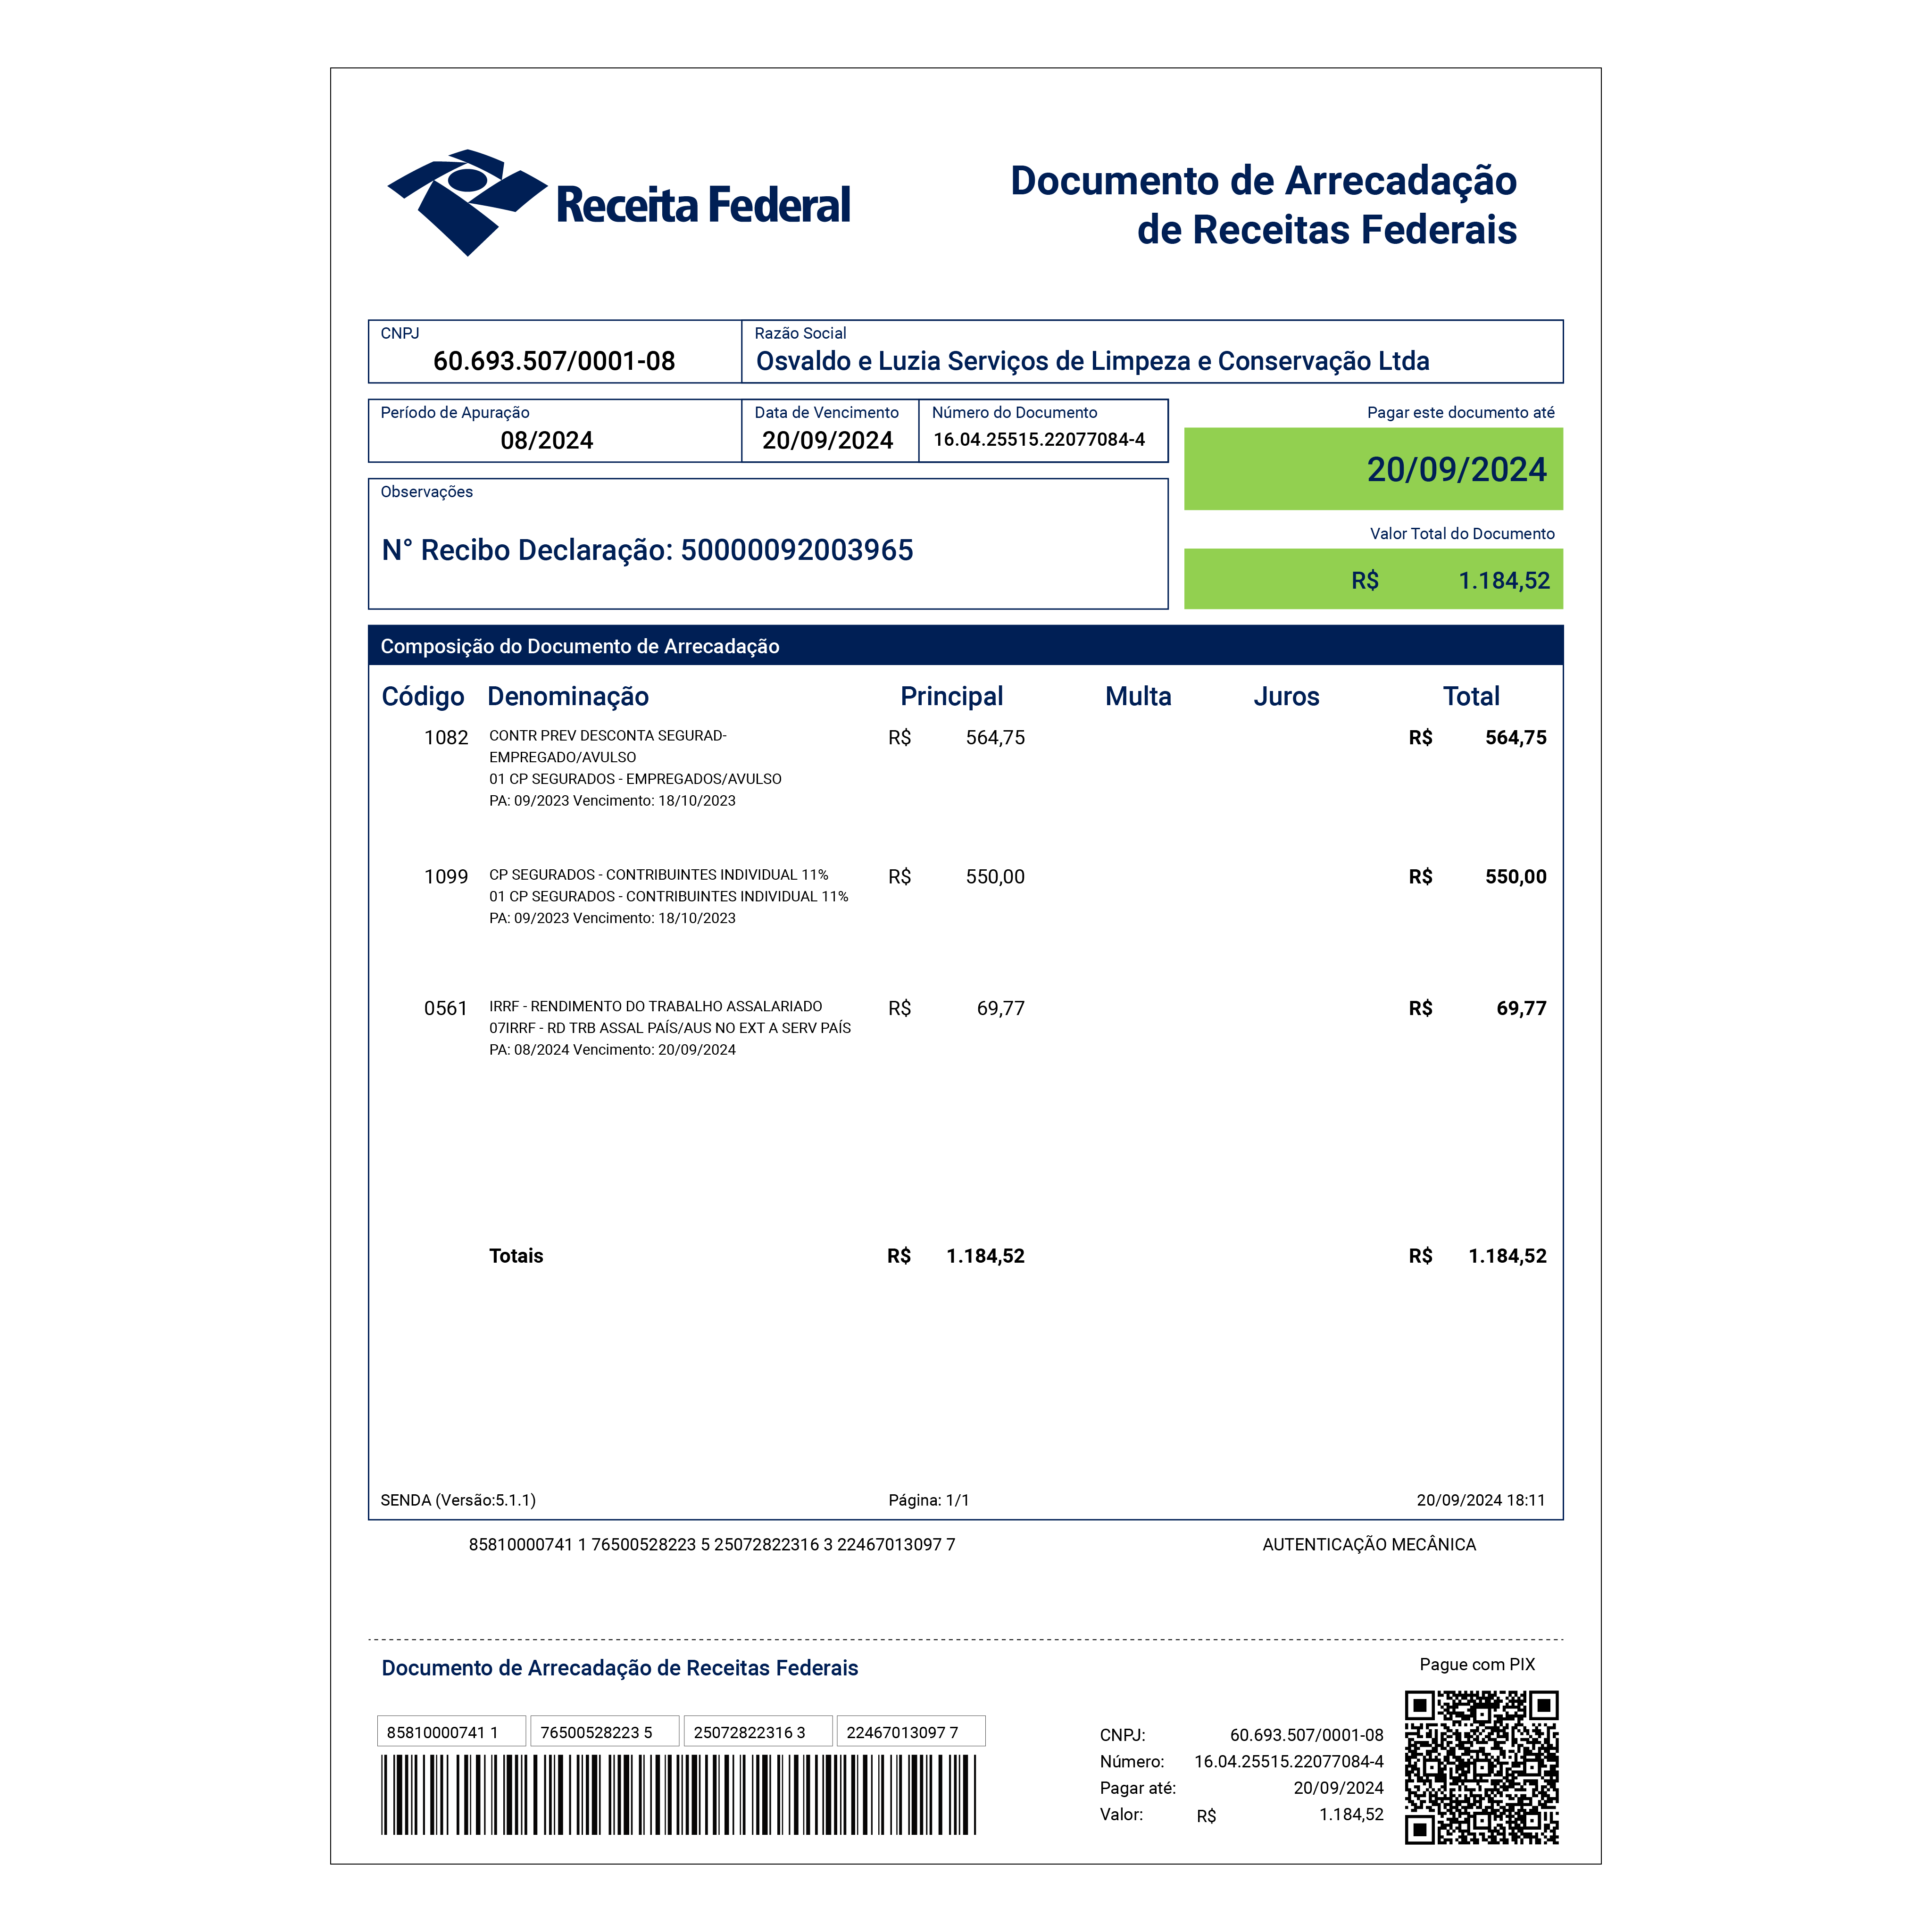 Receita Federal
Documento de Arrecadação
de Receitas Federais
CNPJ
60.693.507/0001-08
Razão Social
Osvaldo e Luzia Serviços de Limpeza e Conservação Ltda
Período de Apuração
08/2024
Data de Vencimento
20/09/2024
Número do Documento
16.04.25515.22077084-4
Pagar este documento até
20/09/2024
Observações
N° Recibo Declaração: 50000092003965
Valor Total do Documento
R$ 1.184,52
Composição do Documento de Arrecadação
Código Denominação Principal Multa Juros Total
1082 CONTR PREV DESCONTA SEGURAD- R$ 564,75 R$ 564,75
EMPREGADO/AVULSO
01 CP SEGURADOS - EMPREGADOS/AVULSO
PA: 09/2023 Vencimento: 18/10/2023
1099 CP SEGURADOS - CONTRIBUINTES INDIVIDUAL 11% R$ 550,00 R$ 550,00
01 CP SEGURADOS - CONTRIBUINTES INDIVIDUAL 11%
PA: 09/2023 Vencimento: 18/10/2023
0561 IRRF - RENDIMENTO DO TRABALHO ASSALARIADO R$ 69,77 R$ 69,77
07IRRF - RD TRB ASSAL PAÍS/AUS NO EXT A SERV PAÍS
PA: 08/2024 Vencimento: 20/09/2024
Totais R$ 1.184,52 R$ 1.184,52
SENDA (Versão:5.1.1) Página: 1/1 20/09/2024 18:11
85810000741 1 76500528223 5 25072822316 3 22467013097 7 AUTENTICAÇÃO MECÂNICA
Documento de Arrecadação de Receitas Federais
Pague com PIX
85810000741 1 76500528223 5 25072822316 3 22467013097 7
CNPJ: 60.693.507/0001-08
Número: 16.04.25515.22077084-4
Pagar até: 20/09/2024
Valor: R$ 1.184,52